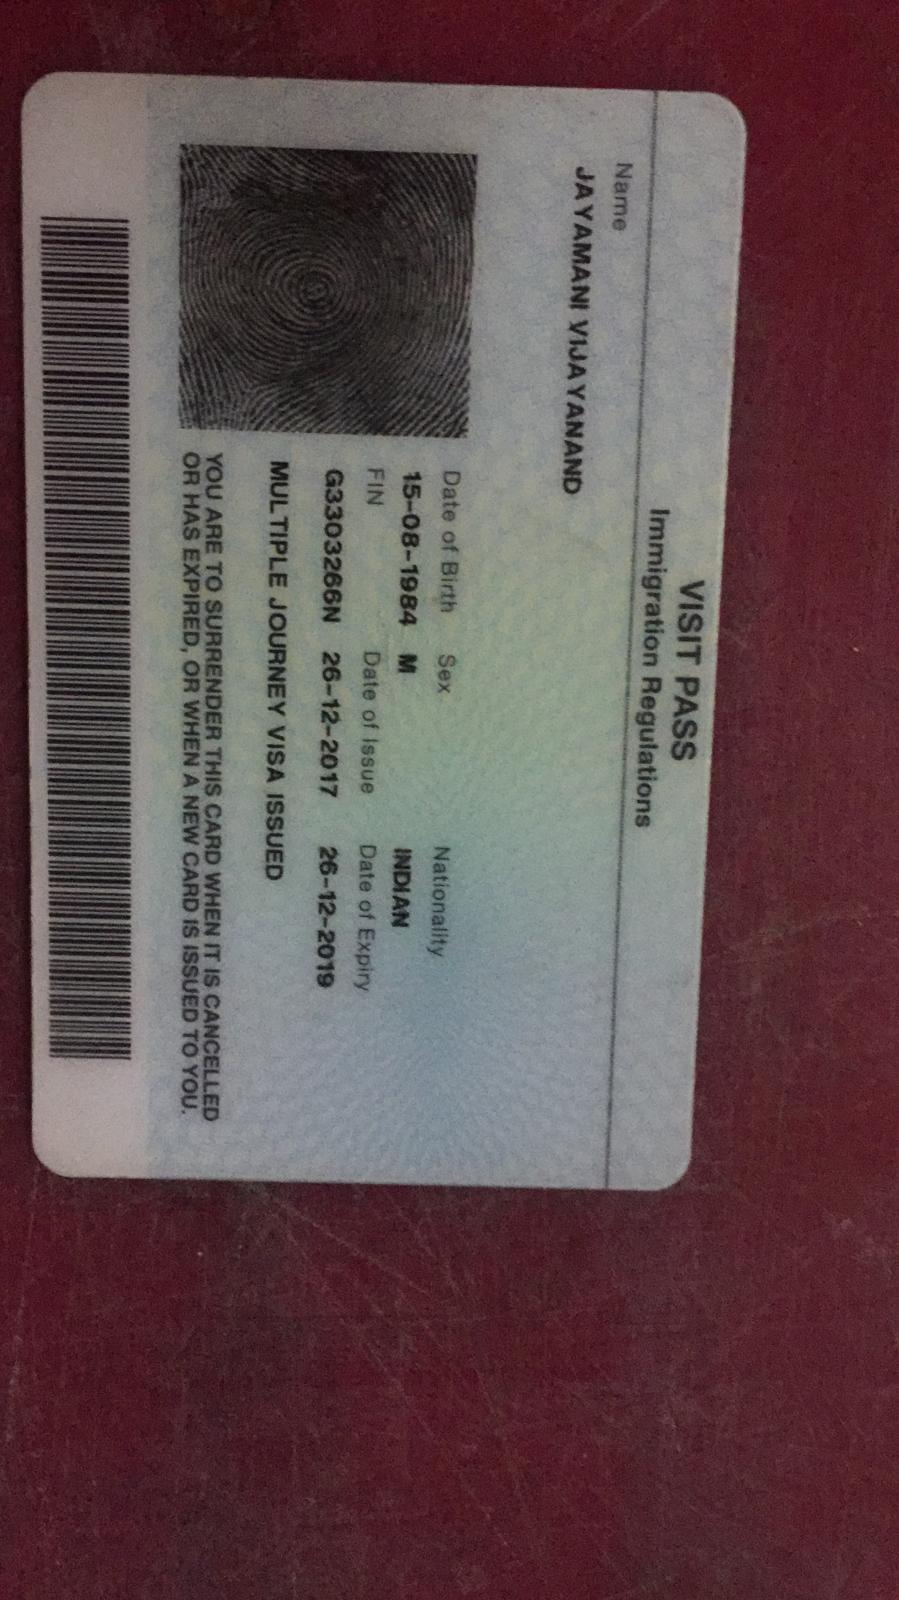 VISIT PASS
Immigration Regulations
Name
JAYAMANI VIJAYANAND
Date of Birth Sex Nationality
15-08-1984 M INDIAN
FIN Date of Issue Date of Expiry
G3303266N 26-12-2017 26-12-2019
MULTIPLE JOURNEY VISA ISSUED
YOU ARE TO SURRENDER THIS CARD WHEN IT IS CANCELLED
OR HAS EXPIRED, OR WHEN A NEW CARD IS ISSUED TO YOU.